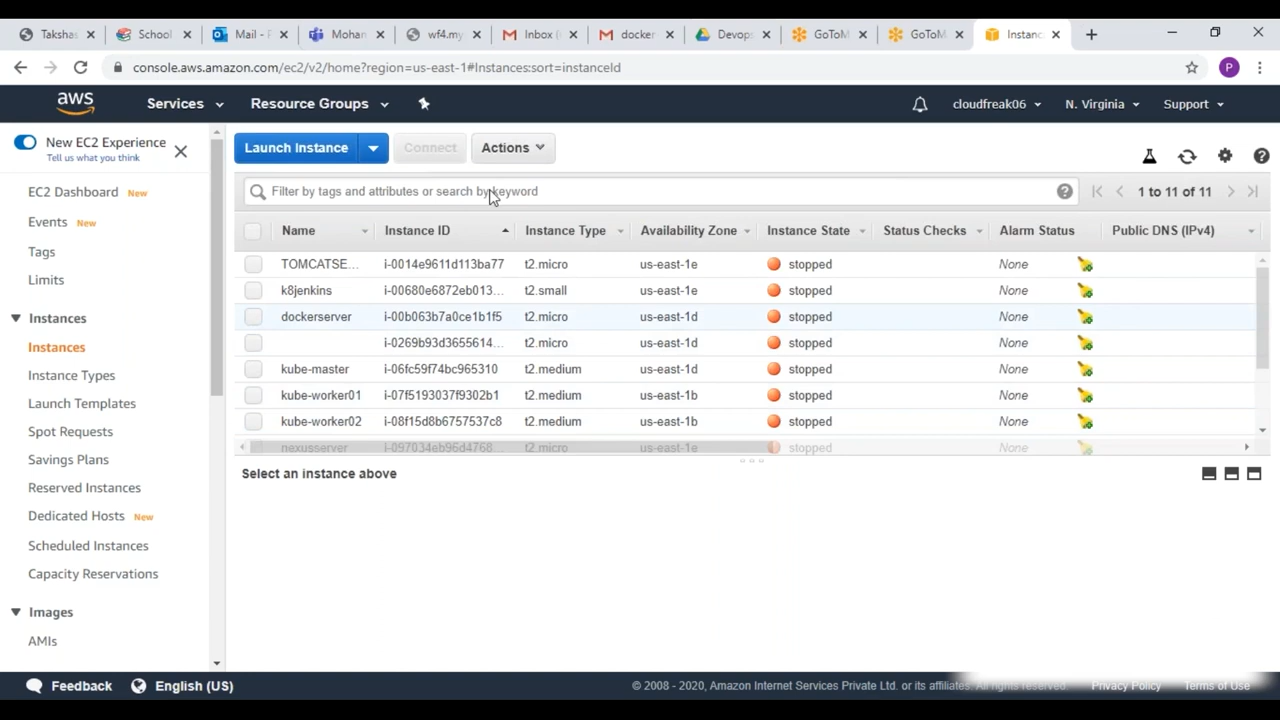 Takshas
School
Mail - F
Mohan
wf4.my
Inbox (
docker
Devops
GoToM
GoToM
Instanc
console.aws.amazon.com/ec2/v2/home?region=us-east-1#Instances:sort=instanceId
P
aws
Services
Resource Groups
cloudfreak06
N. Virginia
Support
New EC2 Experience
Tell us what you think
EC2 Dashboard New
Events New
Tags
Limits
Instances
Instances
Instance Types
Launch Templates
Spot Requests
Savings Plans
Reserved Instances
Dedicated Hosts New
Scheduled Instances
Capacity Reservations
Images
AMIs
Launch Instance
Connect
Actions
Filter by tags and attributes or search by keyword
1 to 11 of 11
Name Instance ID Instance Type Availability Zone Instance State Status Checks Alarm Status Public DNS (IPv4)
TOMCATSE... i-0014e9611d113ba77 t2.micro us-east-1e stopped None
k8jenkins i-00680e6872eb013... t2.small us-east-1e stopped None
dockerserver i-00b063b7a0ce1b1f5 t2.micro us-east-1d stopped None
i-0269b93d3655614... t2.micro us-east-1d stopped None
kube-master i-06fc59f74bc965310 t2.medium us-east-1d stopped None
kube-worker01 i-07f5193037f9302b1 t2.medium us-east-1b stopped None
kube-worker02 i-08f15d8b6757537c8 t2.medium us-east-1b stopped None
nexusserver i-097034eb96d4768... t2.micro us-east-1e stopped None
Select an instance above
Feedback
English (US)
© 2008 - 2020, Amazon Internet Services Private Ltd. or its affiliates. All rights reserved.
Privacy Policy
Terms of Use